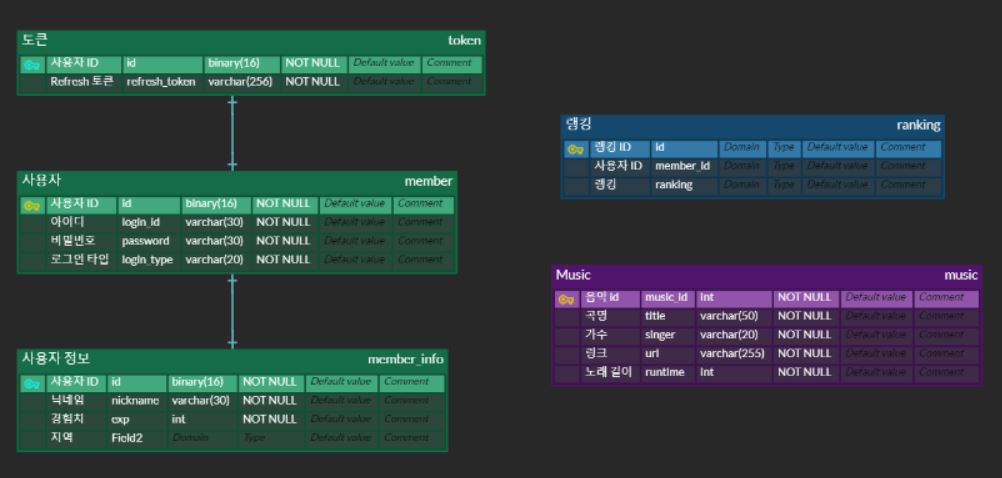 토큰 token
사용자 ID id binary(16) NOT NULL Default value Comment
Refresh 토큰 refresh_token varchar(256) NOT NULL Default value Comment
사용자 member
사용자 ID id binary(16) NOT NULL Default value Comment
아이디 login_id varchar(30) NOT NULL Default value Comment
비밀번호 password varchar(30) NOT NULL Default value Comment
로그인 타입 login_type varchar(20) NOT NULL Default value Comment
사용자 정보 member_info
사용자 ID id binary(16) NOT NULL Default value Comment
닉네임 nickname varchar(30) NOT NULL Default value Comment
경험치 exp int NOT NULL Default value Comment
지역 Field2 Domain Type Default value Comment
랭킹 ranking
랭킹 ID id Domain Type Default value Comment
사용자 ID member_id Domain Type Default value Comment
랭킹 ranking Domain Type Default value Comment
Music music
음악 id music_id int NOT NULL Default value Comment
곡명 title varchar(50) NOT NULL Default value Comment
가수 singer varchar(20) NOT NULL Default value Comment
링크 url varchar(255) NOT NULL Default value Comment
노래 길이 runtime int NOT NULL Default value Comment